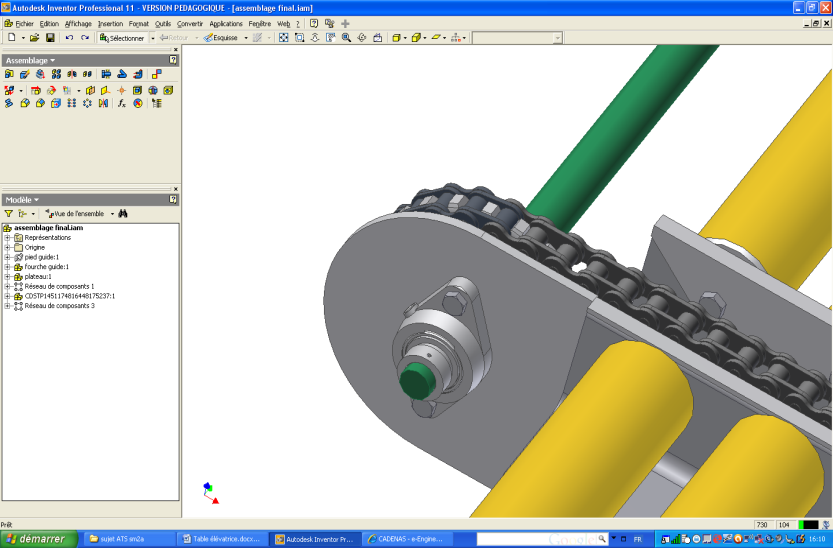 Autodesk Inventor Professional 11 - VERSION PEDAGOGIQUE - [assemblage final.iam]
Fichier Edition Affichage Insertion Format Outils Convertir Applications Fenêtre Web ?
Sélectionner Retour Esquisse
Assemblage
fx
Modèle
Vue de l'ensemble
assemblage final.iam
Représentations
Origine
pied guide:1
fourche guide:1
plateau:1
Réseau de composants 1
CDSTP1451174816448175237:1
Réseau de composants 3
Prêt
730 104
démarrer sujet ATS sm2a Table élévatrice.docx... Autodesk Inventor Pr... CADENAS - e-Engine... Google FR 16:10